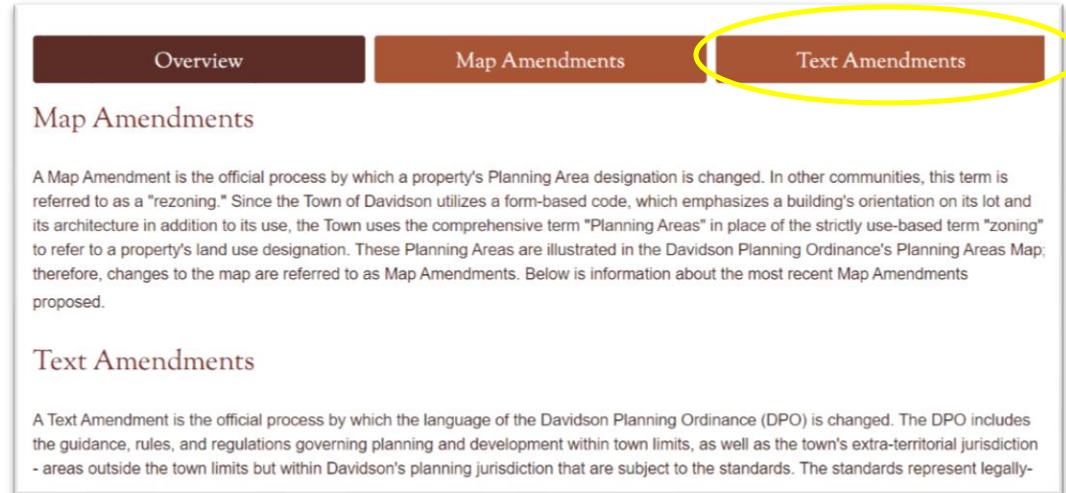 Overview
Map Amendments
Text Amendments
Map Amendments
A Map Amendment is the official process by which a property's Planning Area designation is changed. In other communities, this term is
referred to as a "rezoning." Since the Town of Davidson utilizes a form-based code, which emphasizes a building's orientation on its lot and
its architecture in addition to its use, the Town uses the comprehensive term "Planning Areas" in place of the strictly use-based term "zoning"
to refer to a property's land use designation. These Planning Areas are illustrated in the Davidson Planning Ordinance's Planning Areas Map;
therefore, changes to the map are referred to as Map Amendments. Below is information about the most recent Map Amendments
proposed.
Text Amendments
A Text Amendment is the official process by which the language of the Davidson Planning Ordinance (DPO) is changed. The DPO includes
the guidance, rules, and regulations governing planning and development within town limits, as well as the town's extra-territorial jurisdiction
- areas outside the town limits but within Davidson's planning jurisdiction that are subject to the standards. The standards represent legally-